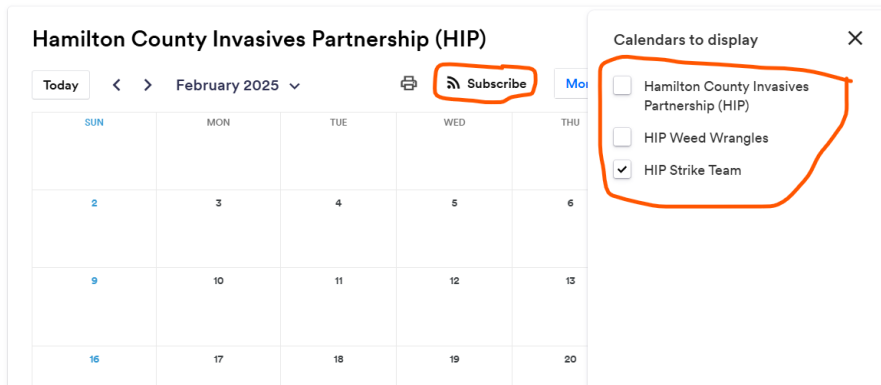 Hamilton County Invasives Partnership (HIP)
Today
February 2025
Subscribe
Mo
SUN MON TUE WED THU
2 3 4 5 6
9 10 11 12 13
16 17 18 19 20
Calendars to display
Hamilton County Invasives
Partnership (HIP)
HIP Weed Wrangles
HIP Strike Team